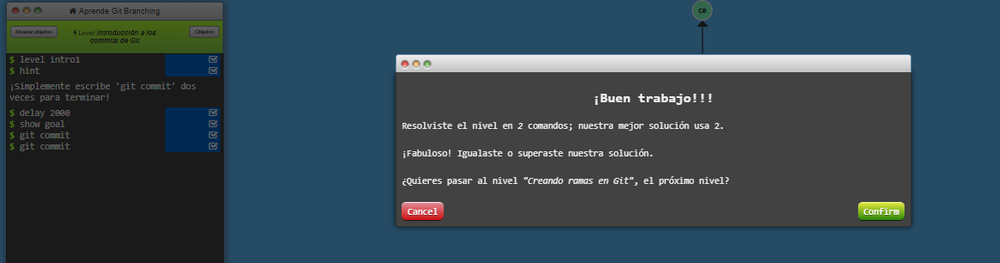 Aprende Git Branching
Mostrar objetivo
Level Introducción a los
commits de Git
Objetivo
$ level intro1
$ hint
¡Simplemente escribe 'git commit' dos
veces para terminar!
$ delay 2000
$ show goal
$ git commit
$ git commit
C0
¡Buen trabajo!!!
Resolviste el nivel en 2 comandos; nuestra mejor solución usa 2.
¡Fabuloso! Igualaste o superaste nuestra solución.
¿Quieres pasar al nivel "Creando ramas en Git", el próximo nivel?
Cancel
Confirm